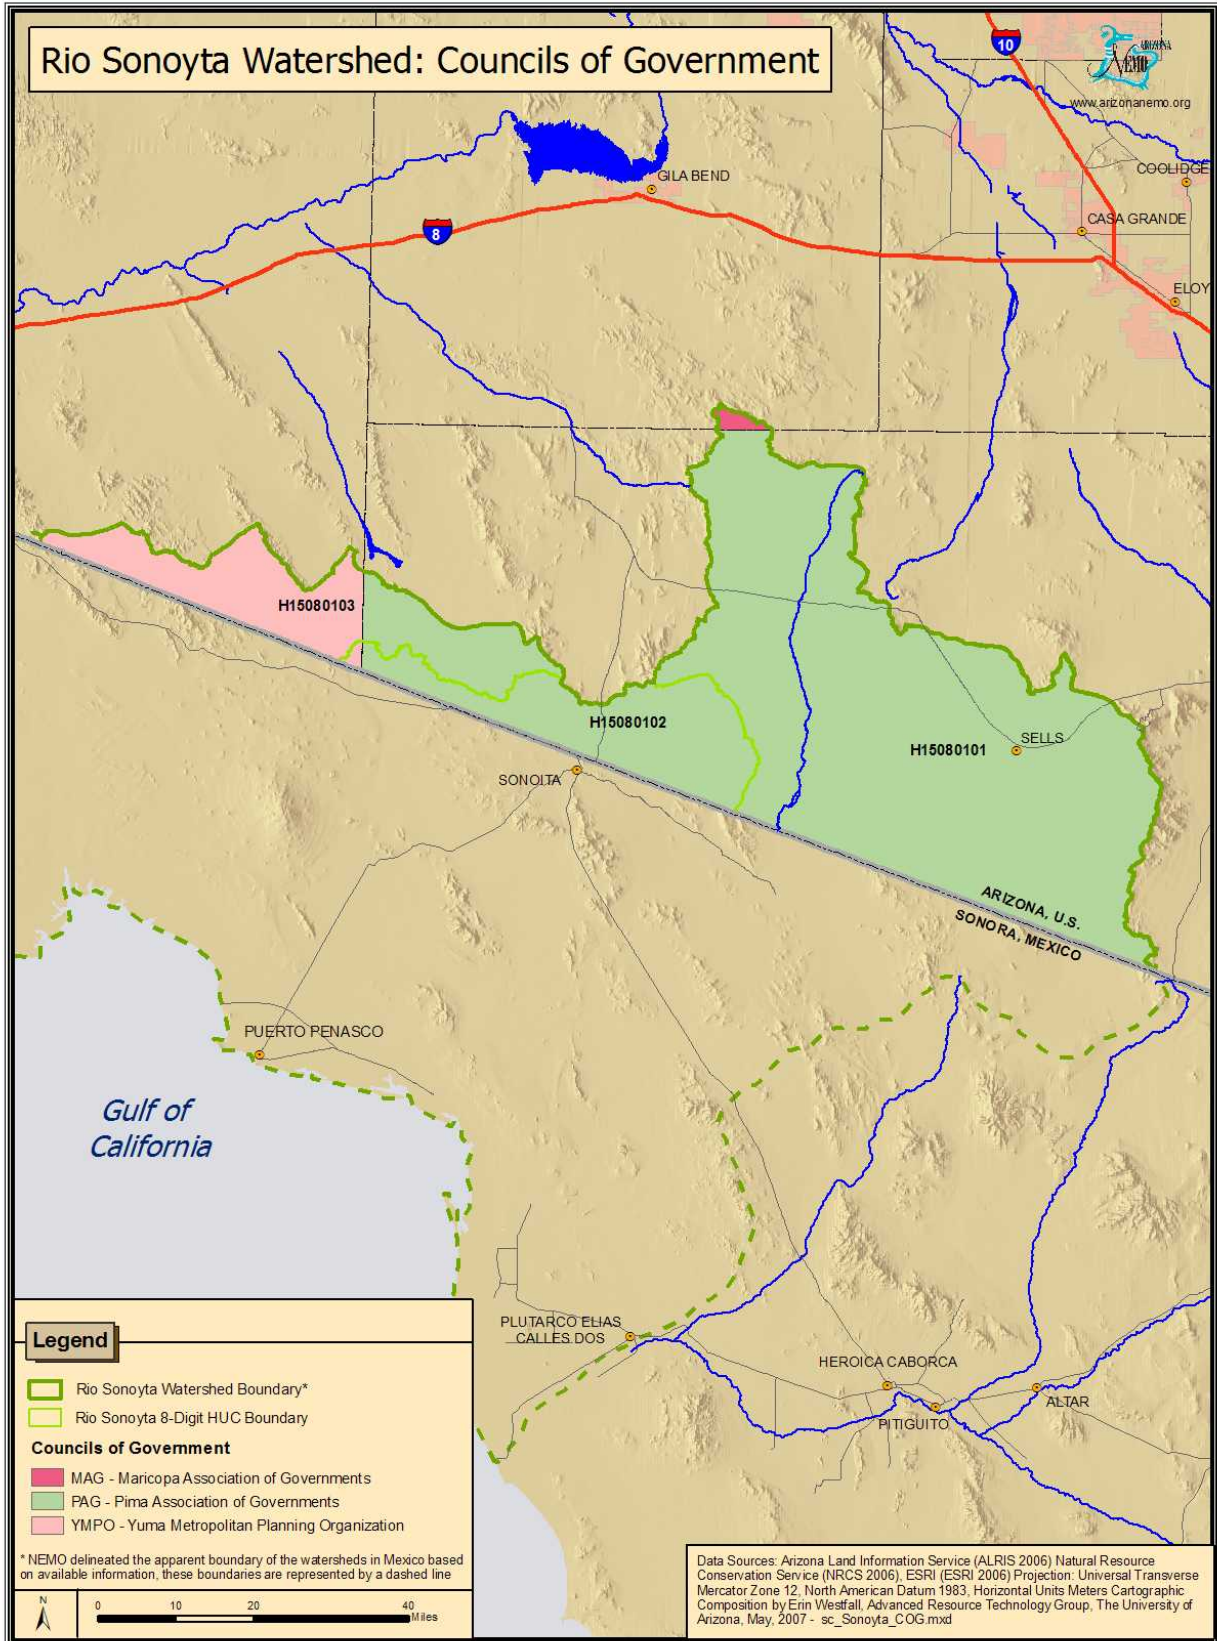 Rio Sonoyta Watershed: Councils of Government
10
ARIZONA
NEMO
www.arizonanemo.org
GILA BEND
COOLIDGE
8
CASA GRANDE
ELOY
H15080103
H15080102
H15080101
SELLS
SONOITA
ARIZONA, U.S.
SONORA, MEXICO
PUERTO PENASCO
Gulf of
California
PLUTARCO ELIAS
CALLES DOS
HEROICA CABORCA
PITIGUITO
ALTAR
Legend
Rio Sonoyta Watershed Boundary*
Rio Sonoyta 8-Digit HUC Boundary
Councils of Government
MAG - Maricopa Association of Governments
PAG - Pima Association of Governments
YMPO - Yuma Metropolitan Planning Organization
* NEMO delineated the apparent boundary of the watersheds in Mexico based
on available information, these boundaries are represented by a dashed line
N
0 10 20 40
Miles
Data Sources: Arizona Land Information Service (ALRIS 2006) Natural Resource
Conservation Service (NRCS 2006), ESRI (ESRI 2006) Projection: Universal Transverse
Mercator Zone 12, North American Datum 1983, Horizontal Units Meters Cartographic
Composition by Erin Westfall, Advanced Resource Technology Group, The University of
Arizona, May, 2007 - sc_Sonoyta_COG.mxd